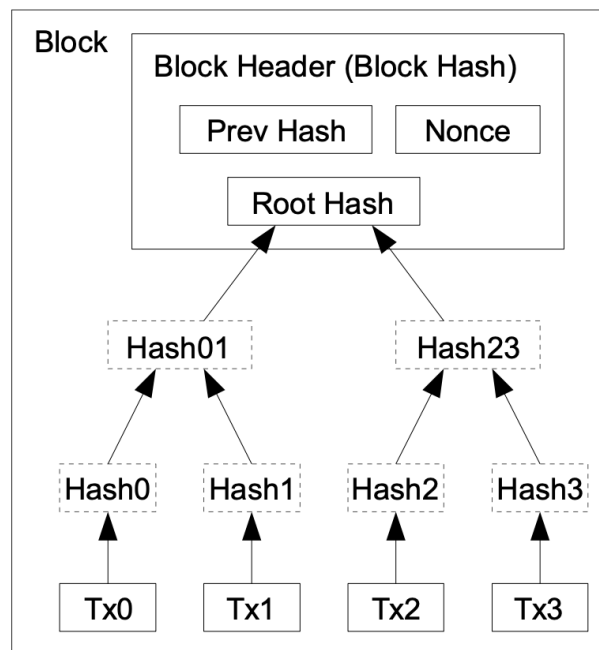 Block
Block Header (Block Hash)
Prev Hash
Nonce
Root Hash
Hash01
Hash23
Hash0
Hash1
Hash2
Hash3
Tx0
Tx1
Tx2
Tx3